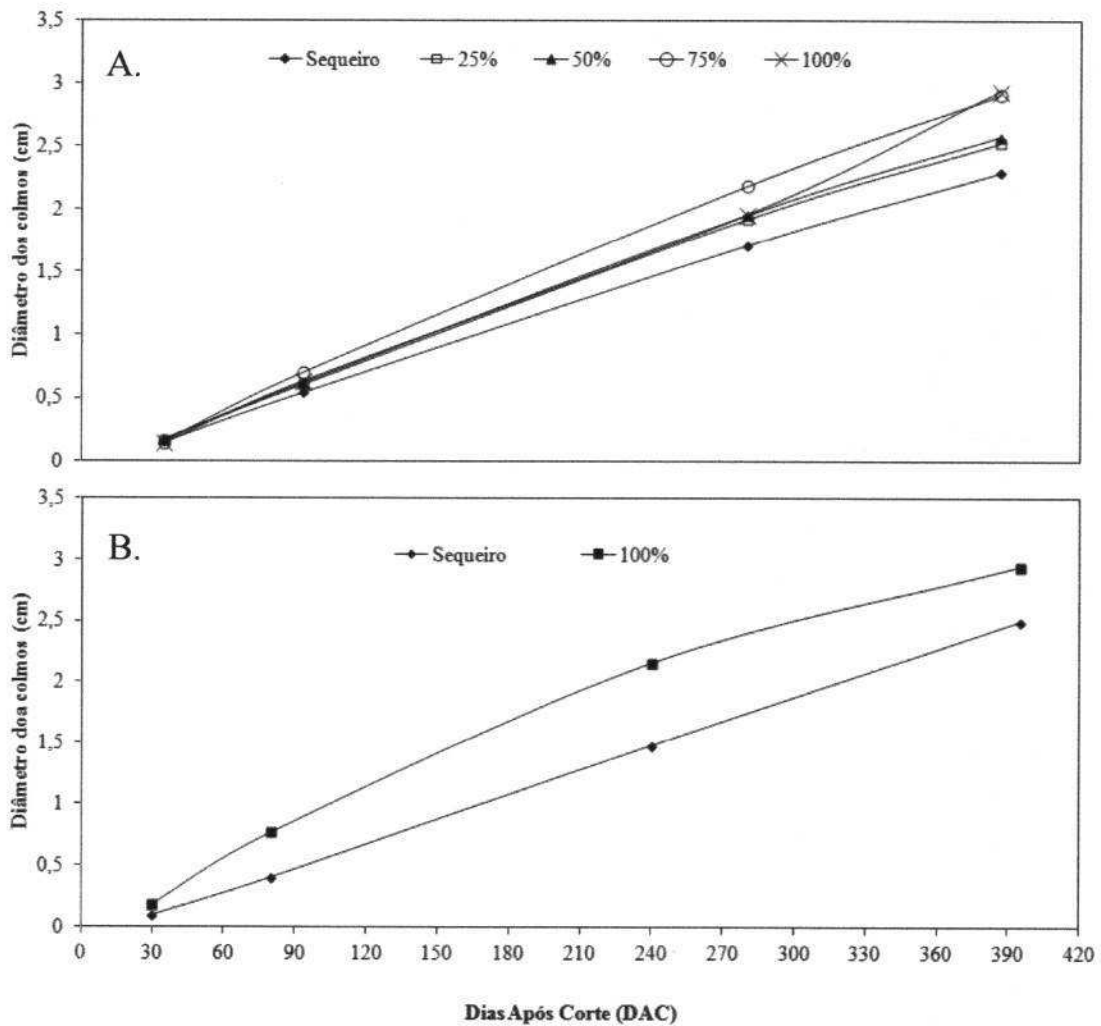 3,5
A.
Sequeiro 25% 50% 75% 100%
3
2,5
2
1,5
1
0,5
0
Diâmetro dos colmos (cm)
3,5
B.
Sequeiro 100%
3
2,5
2
1,5
1
0,5
0
Diâmetro doa colmos (cm)
0 30 60 90 120 150 180 210 240 270 300 330 360 390 420
Dias Após Corte (DAC)